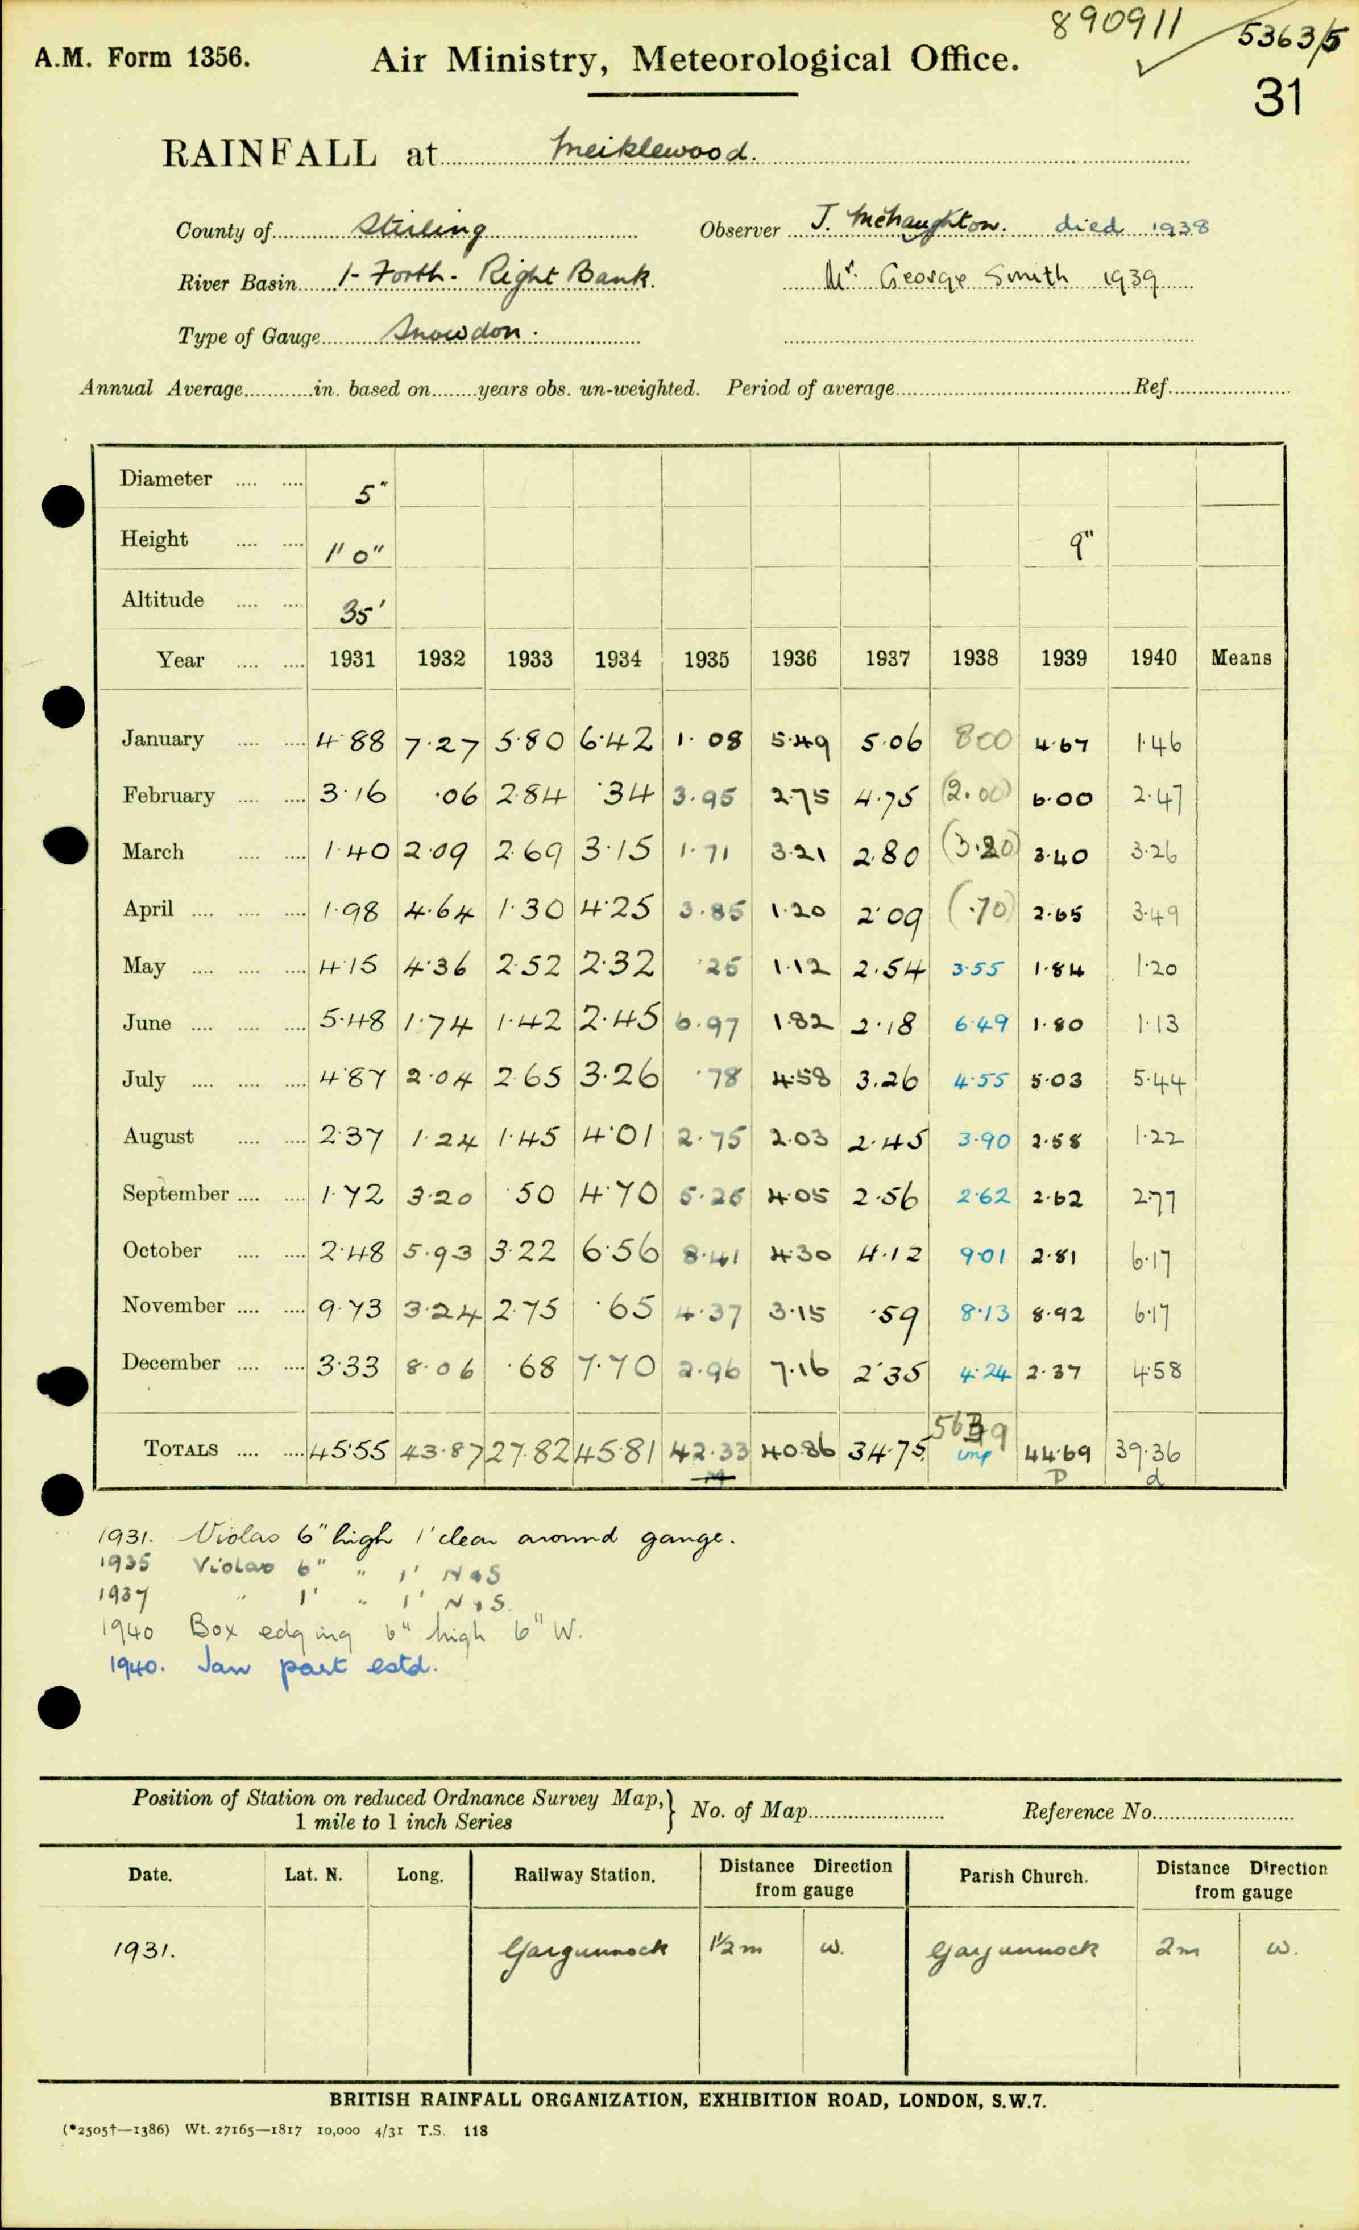 890911 5363/5
A.M. Form 1356. Air Ministry, Meteorological Office.
31
RAINFALL at Meiklewood.
County of Stirling Observer J. McNaughton. died 1938
River Basin 1- Forth - Right Bank. Mr. George Smith 1939
Type of Gauge Snowdon.
Annual Average in. based on years obs. un-weighted. Period of average Ref.
Diameter 5"
Height 1" 0" 9"
Altitude 35'
Year 1931 1932 1933 1934 1935 1936 1937 1938 1939 1940 Means
January 4.88 7.27 5.80 6.42 1.08 5.49 5.06 8.00 4.67 1.46
February 3.16 .06 2.84 .34 3.95 2.75 4.75 (2.00) 6.00 2.47
March 1.40 2.09 2.69 3.15 1.71 3.21 2.80 (3.20) 3.40 3.26
April 1.98 4.64 1.30 4.25 3.85 1.20 2.09 (.70) 2.65 3.49
May 4.15 4.36 2.52 2.32 .25 1.12 2.54 3.55 1.84 1.20
June 5.48 1.74 1.42 2.45 6.97 1.82 2.18 6.49 1.80 1.13
July 4.87 2.04 2.65 3.26 .78 4.58 3.26 4.55 5.03 5.44
August 2.37 1.24 1.45 4.01 2.75 2.03 2.45 3.90 2.58 1.22
September 1.72 3.20 .50 4.70 5.25 4.05 2.56 2.62 2.62 2.77
October 2.48 5.93 3.22 6.56 8.41 4.30 4.12 9.01 2.81 6.17
November 9.73 3.24 2.75 .65 4.37 3.15 .59 8.13 8.92 6.17
December 3.33 8.06 .68 7.70 2.96 7.16 2.35 4.24 2.37 4.58
TOTALS 45.55 43.87 27.82 45.81 42.33 40.86 34.75 56.39 imp 44.69 39.36
D d
1931. Violas 6" high 1' clear around gauge.
1935 Violas 6" " 1' N & S
1937 " 1' " 1' N & S.
1940 Box edging 6" high 6" W.
1940. Jan part estd.
Position of Station on reduced Ordnance Survey Map, 1 mile to 1 inch Series No. of Map Reference No.
Date. Lat. N. Long. Railway Station. Distance Direction from gauge Parish Church. Distance Direction from gauge
1931. Gargunnock 1½m W. Gargunnock 2m W.
BRITISH RAINFALL ORGANIZATION, EXHIBITION ROAD, LONDON, S.W.7.
(*2505†—1386) Wt. 27165—1817 10,000 4/31 T.S. 118